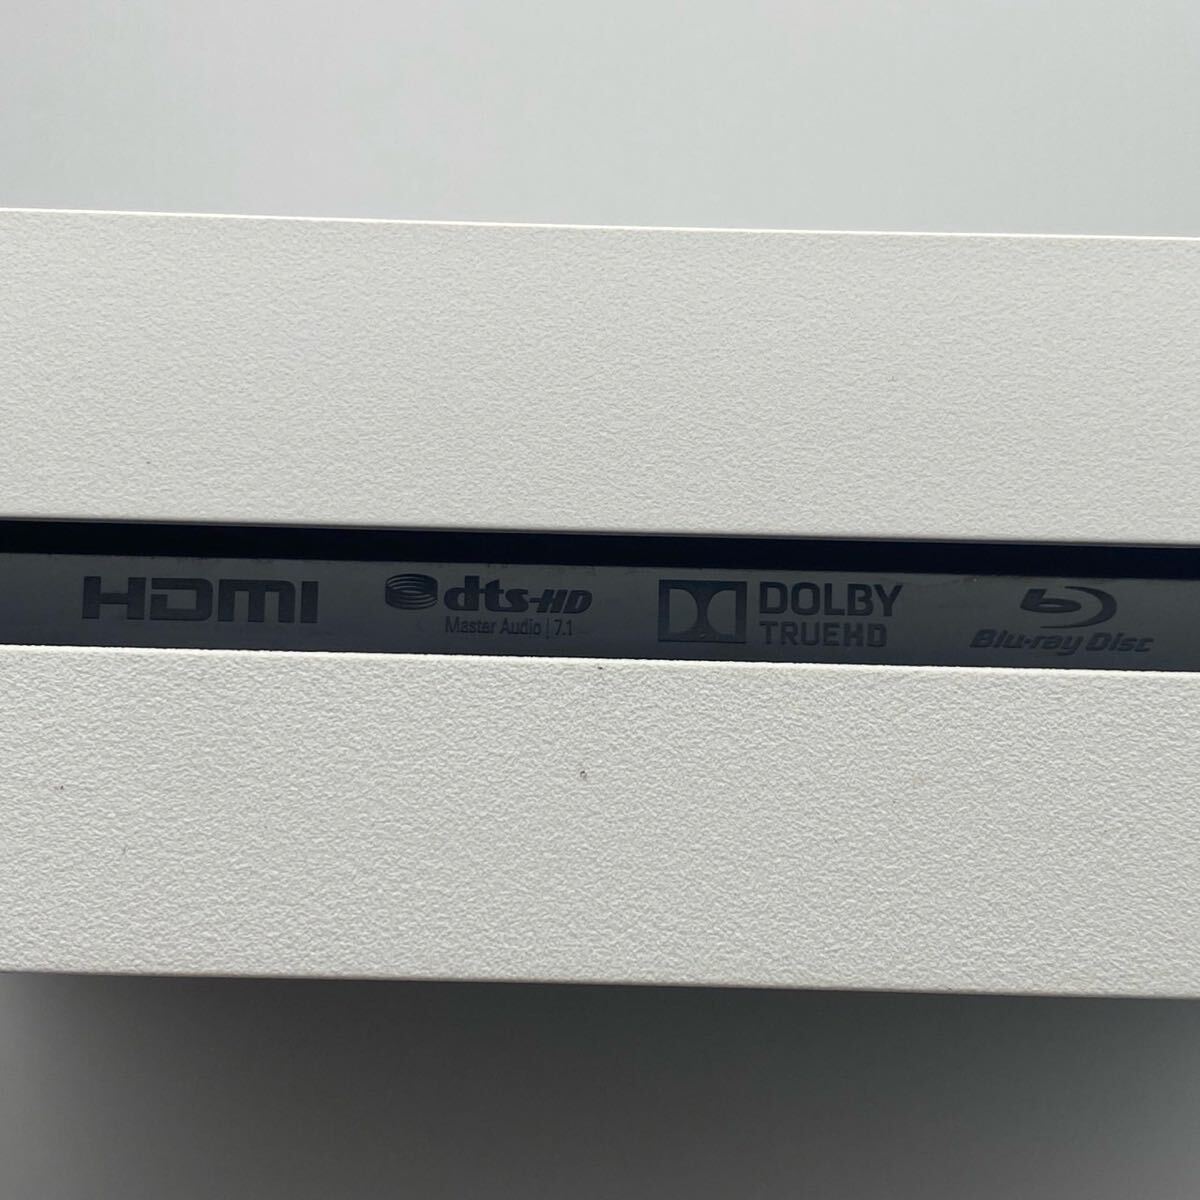 HDMI
dts-HD
Master Audio | 7.1
DOLBY
TRUEHD
Blu-ray Disc